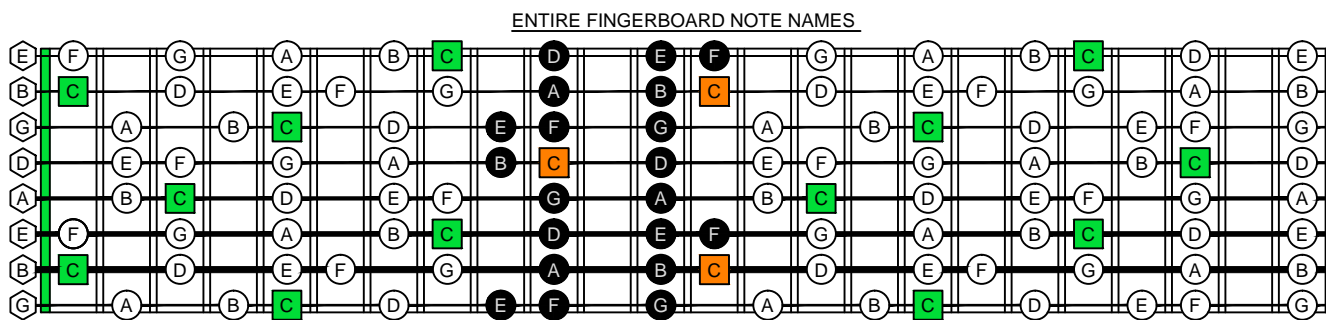 ENTIRE FINGERBOARD NOTE NAMES
E F G A B C D E F G A B C D E
B C D E F G A B C D E F G A B
G A B C D E F G A B C D E F G
D E F G A B C D E F G A B C D
A B C D E F G A B C D E F G A
E F G A B C D E F G A B C D E
B C D E F G A B C D E F G A B
G A B C D E F G A B C D E F G